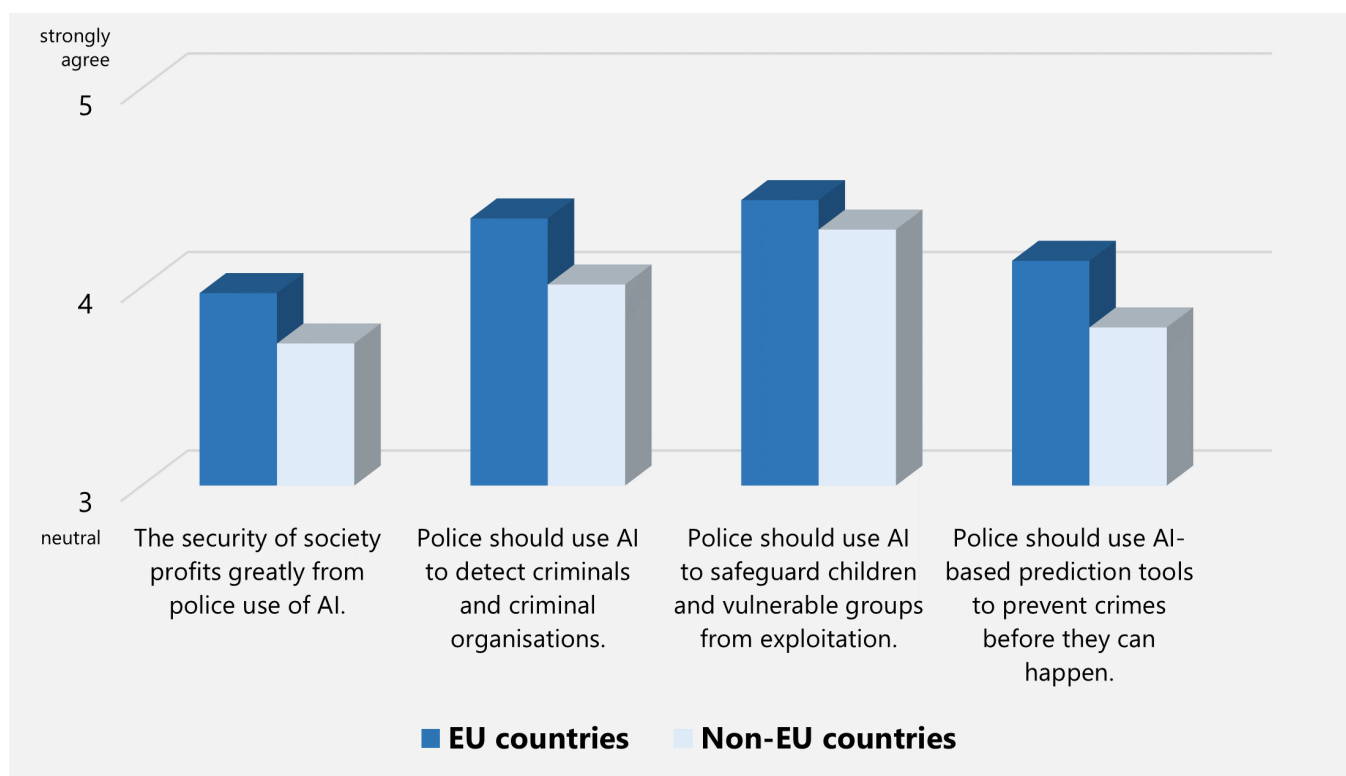 strongly
agree
5
4
3
neutral
The security of society
profits greatly from
police use of AI.
Police should use AI
to detect criminals
and criminal
organisations.
Police should use AI
to safeguard children
and vulnerable groups
from exploitation.
Police should use AI-
based prediction tools
to prevent crimes
before they can
happen.
EU countries
Non-EU countries